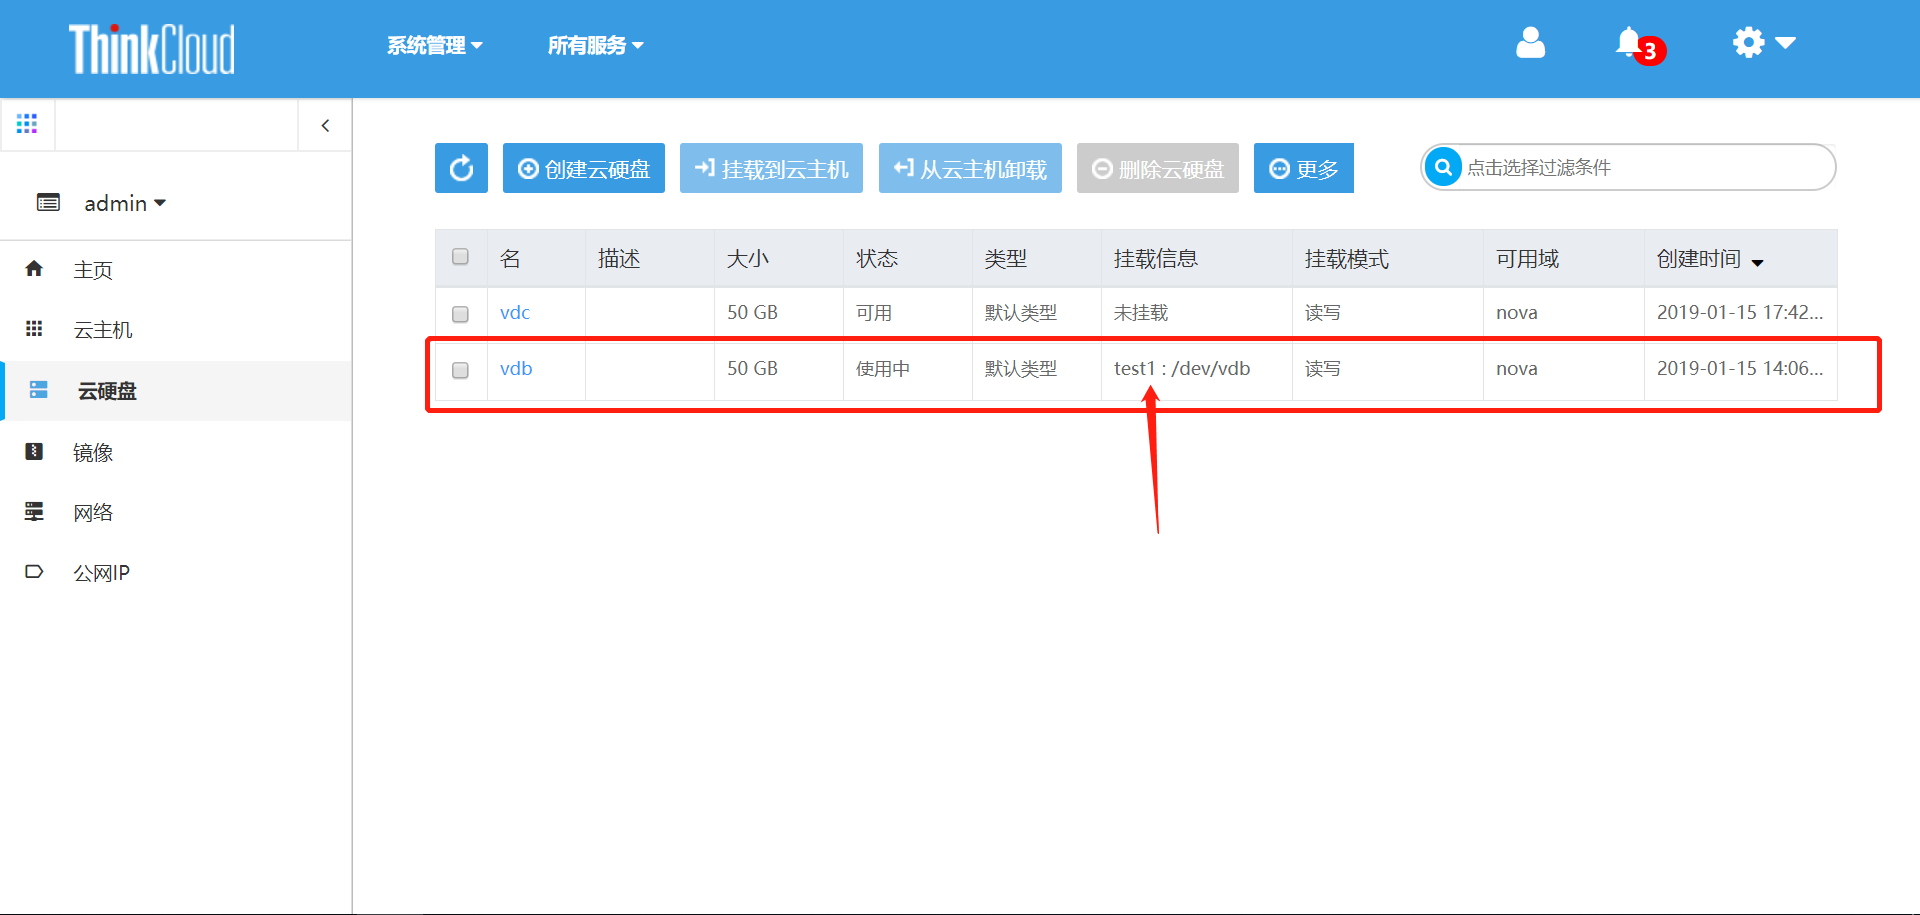 ThinkCloud
系统管理
所有服务
3
admin
主页
云主机
云硬盘
镜像
网络
公网IP
创建云硬盘
挂载到云主机
从云主机卸载
删除云硬盘
更多
点击选择过滤条件
名 描述 大小 状态 类型 挂载信息 挂载模式 可用域 创建时间
vdc 50 GB 可用 默认类型 未挂载 读写 nova 2019-01-15 17:42...
vdb 50 GB 使用中 默认类型 test1 : /dev/vdb 读写 nova 2019-01-15 14:06...